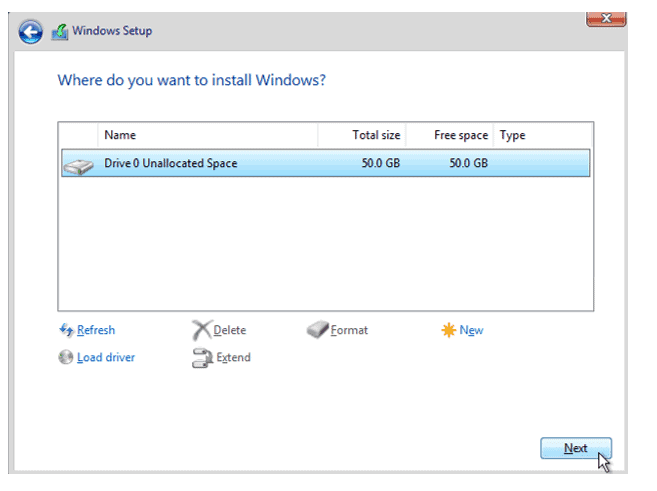 Windows Setup
Where do you want to install Windows?
Name Total size Free space Type
Drive 0 Unallocated Space 50.0 GB 50.0 GB
Refresh Delete Format New
Load driver Extend
Next